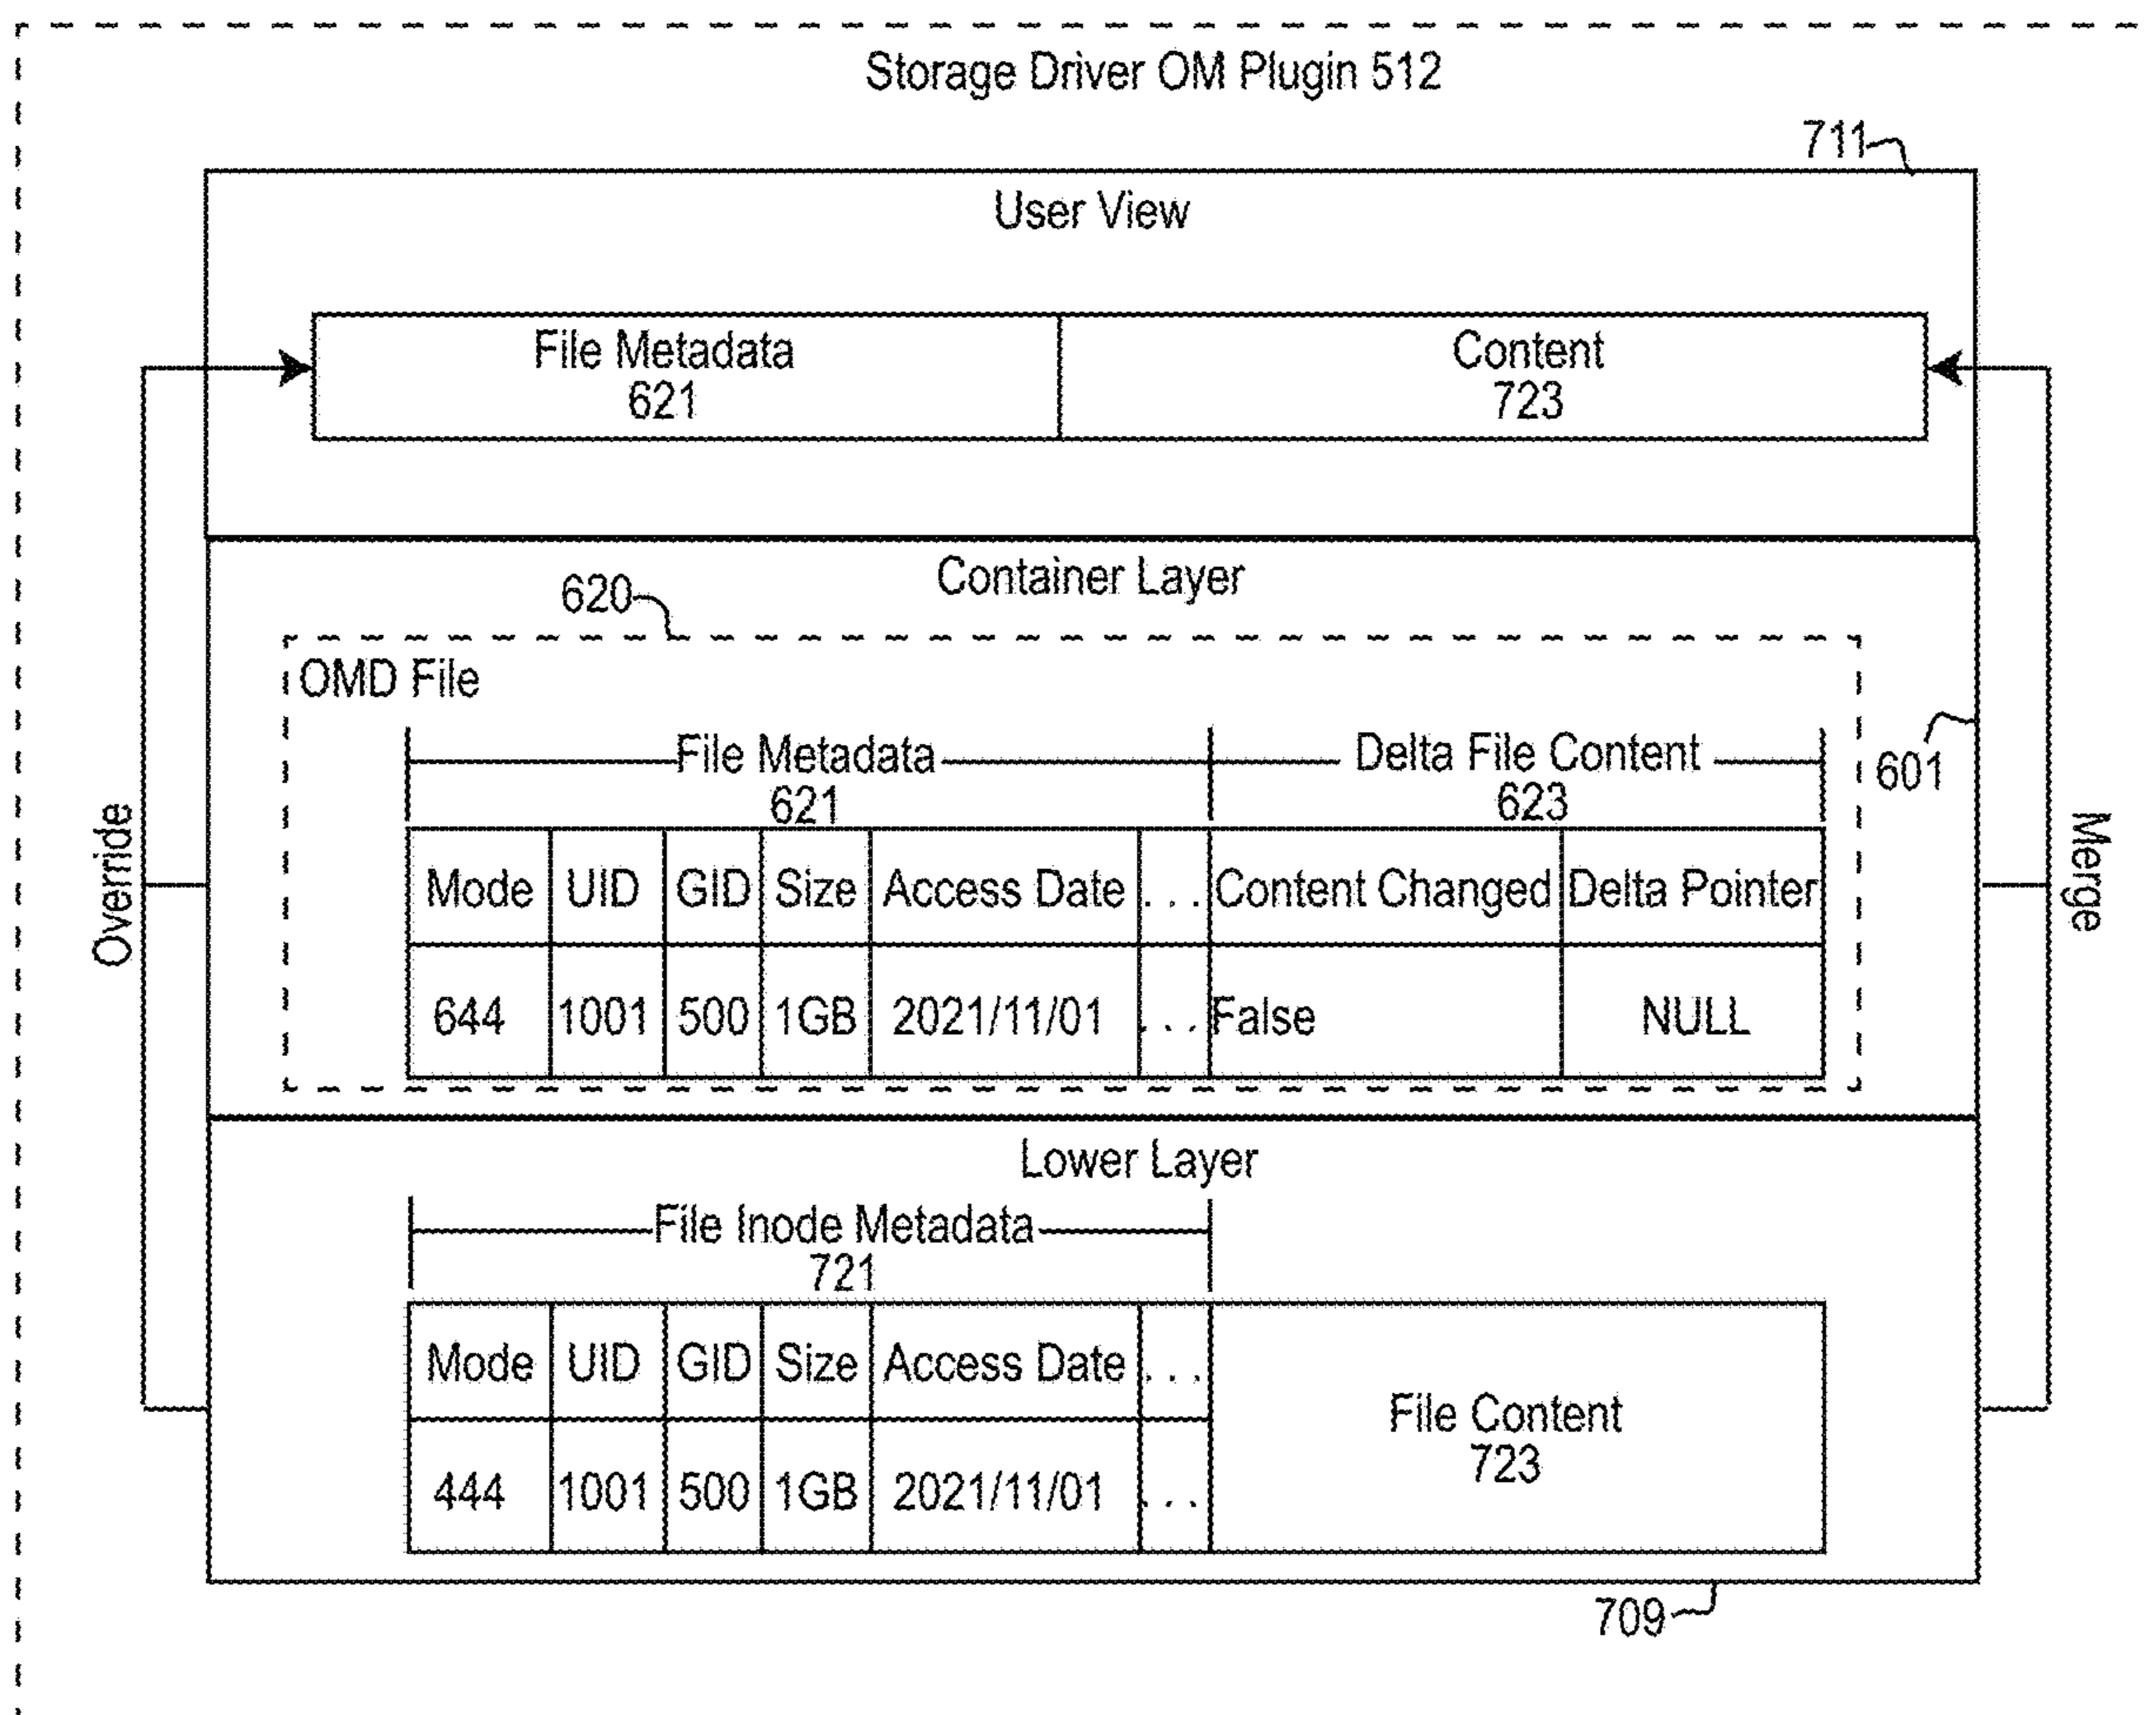 Storage Driver OM Plugin 512
711
User View
File Metadata
621
Content
723
Container Layer
620
OMD File
File Metadata
621
Delta File Content
623
601
Override
Merge
Mode UID GID Size Access Date ... Content Changed Delta Pointer
644 1001 500 1GB 2021/11/01 ... False NULL
Lower Layer
File Inode Metadata
721
Mode UID GID Size Access Date ...
444 1001 500 1GB 2021/11/01 ...
File Content
723
709